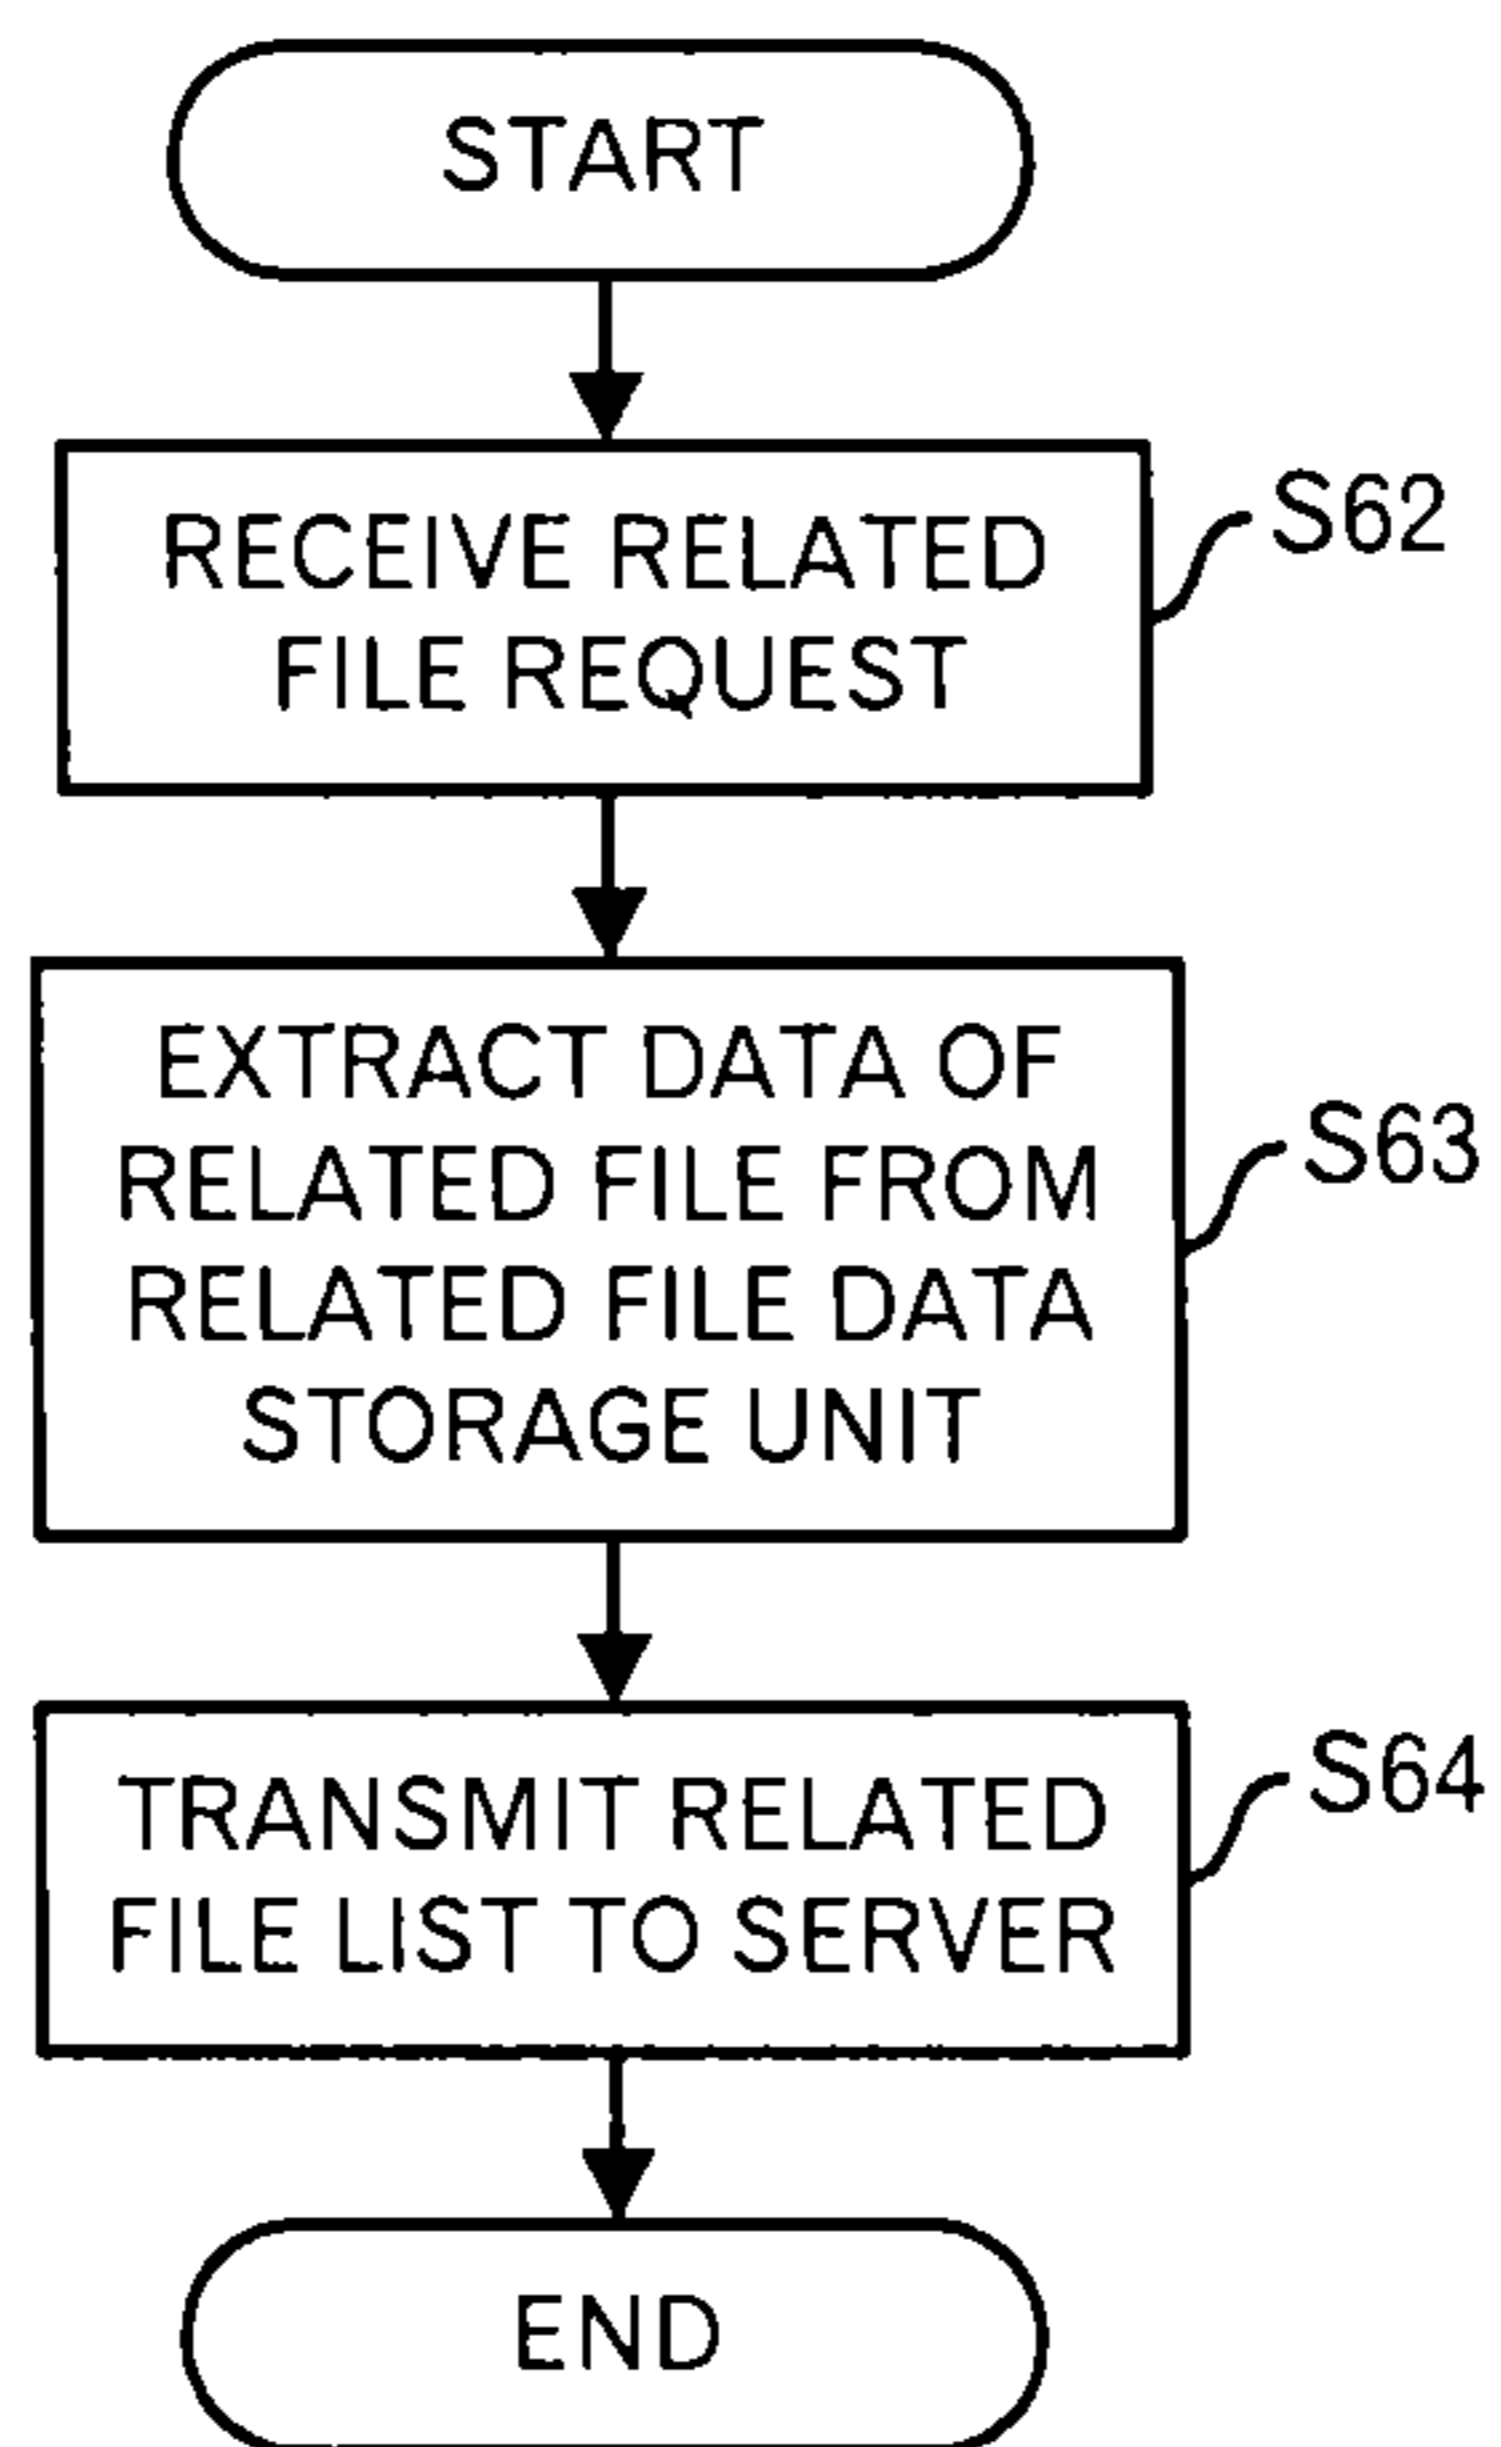 START
RECEIVE RELATED
FILE REQUEST
S62
EXTRACT DATA OF
RELATED FILE FROM
RELATED FILE DATA
STORAGE UNIT
S63
TRANSMIT RELATED
FILE LIST TO SERVER
S64
END